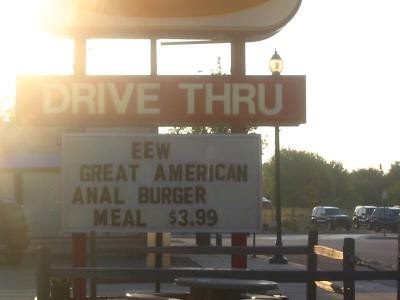 DRIVE THRU
EEW
GREAT AMERICAN
ANAL BURGER
MEAL $3.99